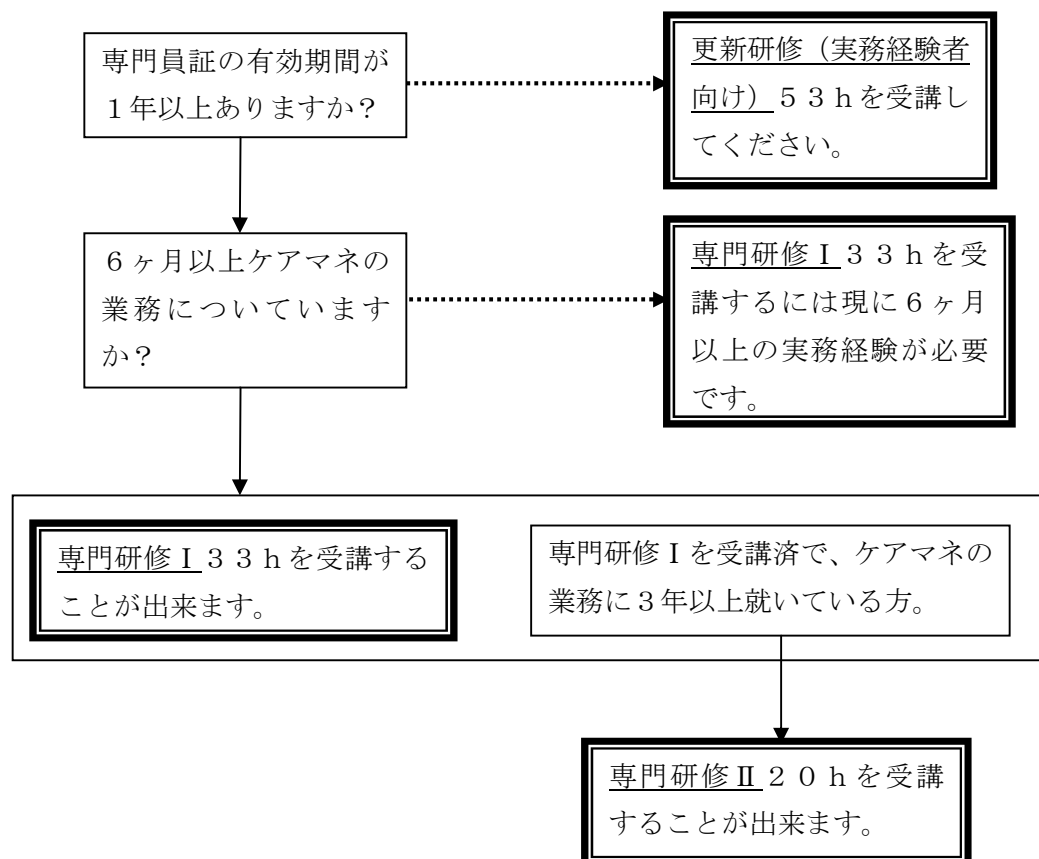 専門員証の有効期間が
１年以上ありますか？
更新研修（実務経験者
向け）５３ｈを受講し
てください。
６ヶ月以上ケアマネの
業務についています
か？
専門研修Ⅰ３３ｈを受
講するには現に６ヶ月
以上の実務経験が必要
です。
専門研修Ⅰ３３ｈを受講する
ことが出来ます。
専門研修Ⅰを受講済で、ケアマネの
業務に３年以上就いている方。
専門研修Ⅱ２０ｈを受講
することが出来ます。